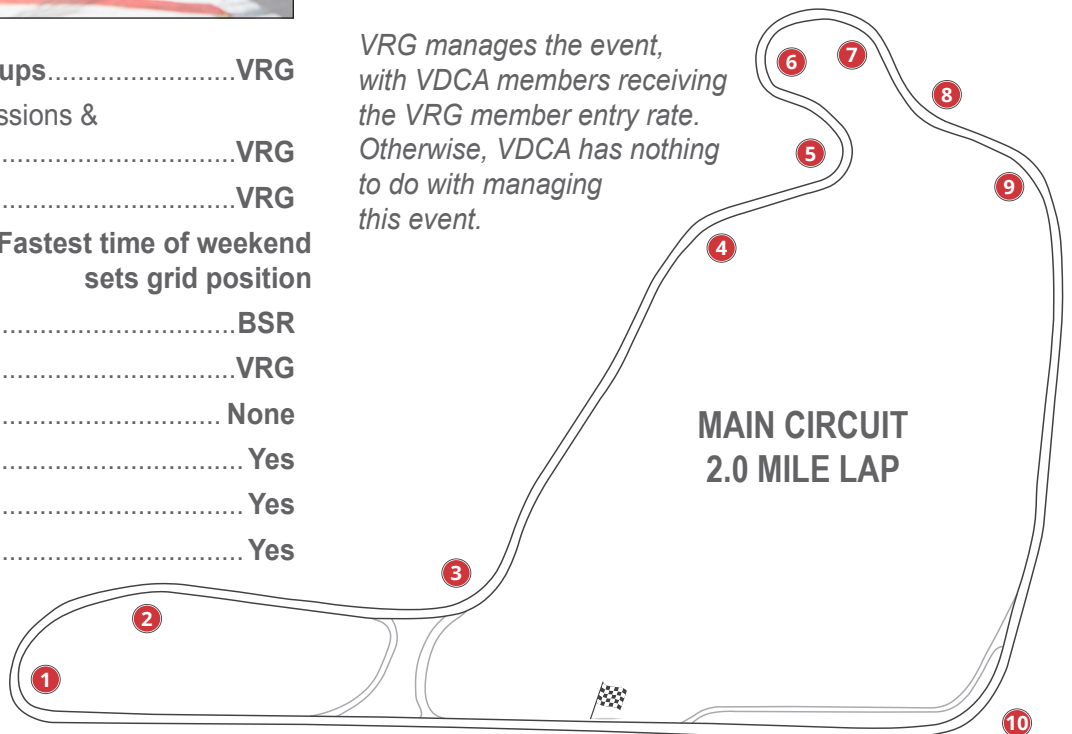 ups........................VRG
ssions &
..............................VRG
..............................VRG
Fastest time of weekend
sets grid position
..............................BSR
..............................VRG
............................ None
............................... Yes
............................... Yes
............................... Yes
VRG manages the event,
with VDCA members receiving
the VRG member entry rate.
Otherwise, VDCA has nothing
to do with managing
this event.
6
7
8
5
9
4
MAIN CIRCUIT
2.0 MILE LAP
3
2
1
10